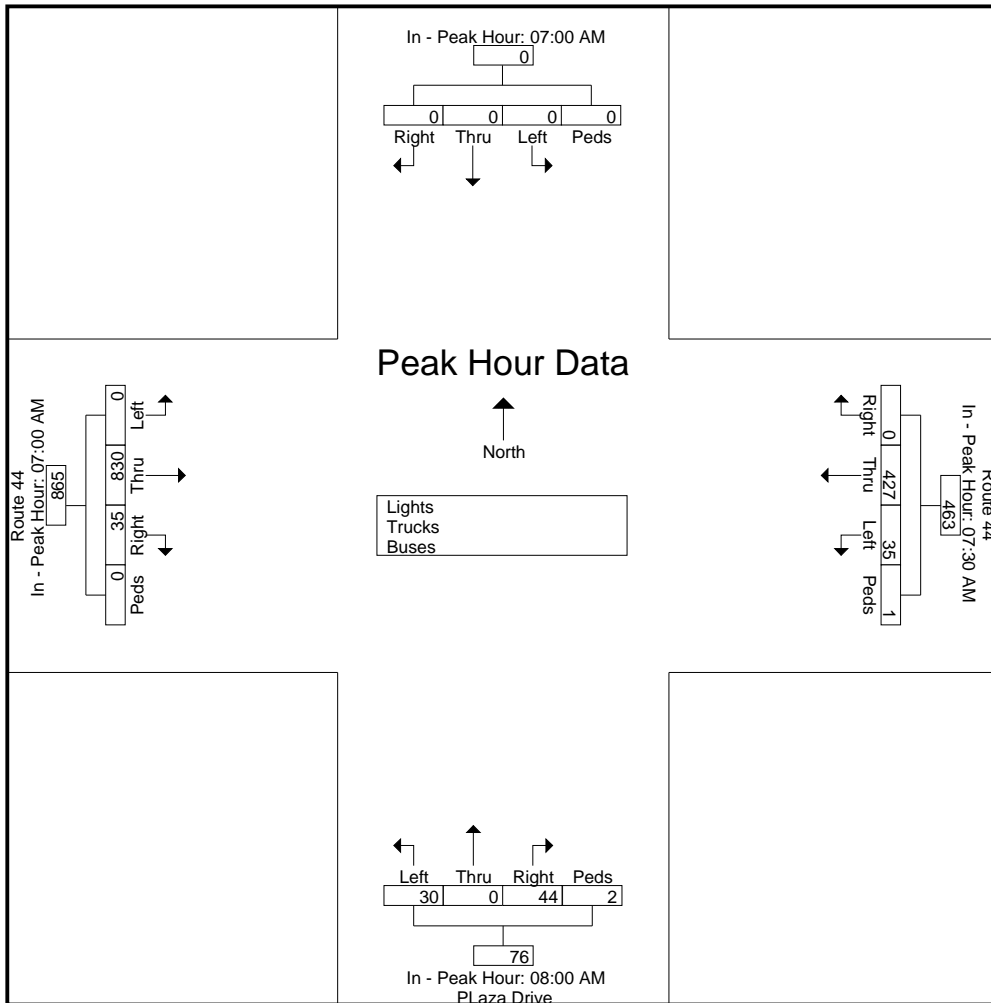 In - Peak Hour: 07:00 AM
0
0 0 0 0
Right Thru Left Peds
Peak Hour Data
North
Lights
Trucks
Buses
Route 44
In - Peak Hour: 07:00 AM
865
0 830 35 0
Left Thru Right Peds
Route 44
In - Peak Hour: 07:30 AM
463
0 427 35 1
Right Thru Left Peds
Left Thru Right Peds
30 0 44 2
76
In - Peak Hour: 08:00 AM
PLaza Drive